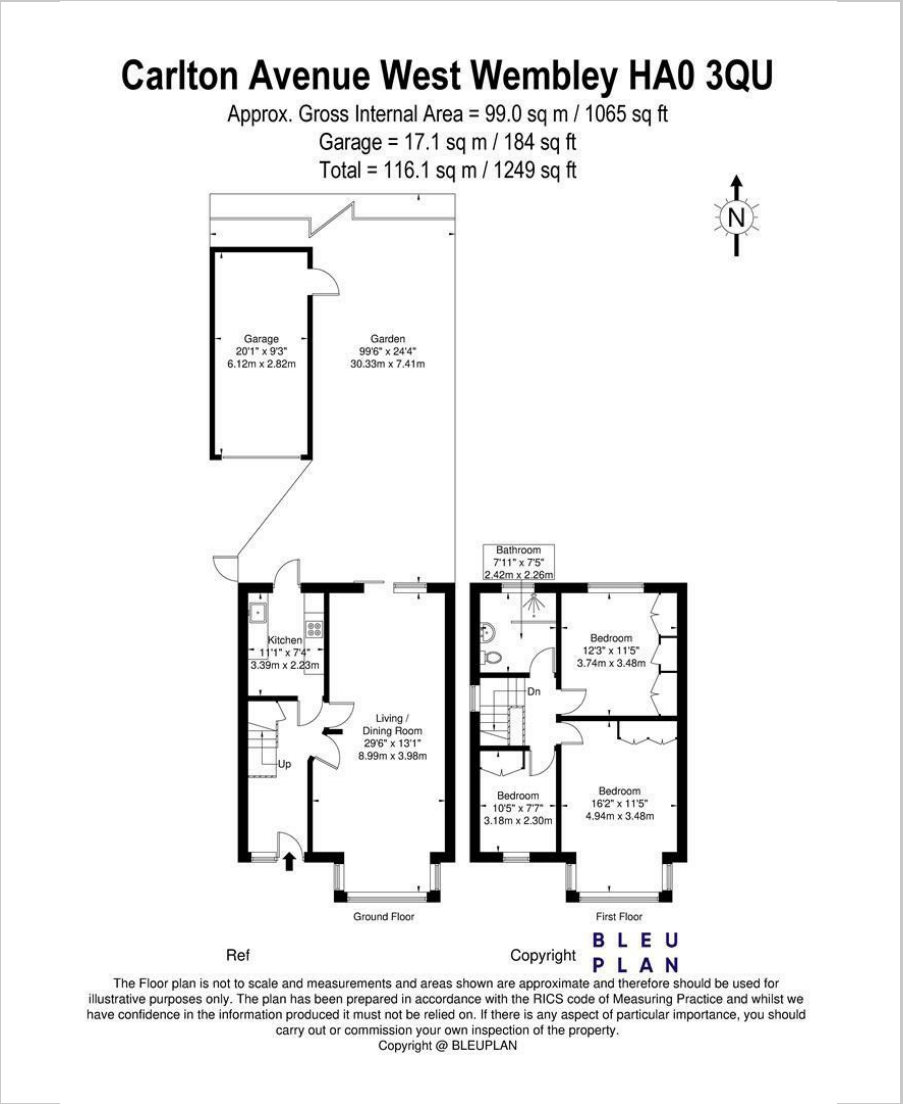 Carlton Avenue West Wembley HA0 3QU
Approx. Gross Internal Area = 99.0 sq m / 1065 sq ft
Garage = 17.1 sq m / 184 sq ft
Total = 116.1 sq m / 1249 sq ft
N
Garage
20'1" x 9'3"
6.12m x 2.82m
Garden
99'6" x 24'4"
30.33m x 7.41m
Bathroom
7'11" x 7'5"
2.42m x 2.26m
Kitchen
11'1" x 7'4"
3.39m x 2.23m
Bedroom
12'3" x 11'5"
3.74m x 3.48m
Dn
Living /
Dining Room
29'6" x 13'1"
8.99m x 3.98m
Up
Bedroom
10'5" x 7'7"
3.18m x 2.30m
Bedroom
16'2" x 11'5"
4.94m x 3.48m
Ground Floor
First Floor
Ref
Copyright
BLEU
PLAN
The Floor plan is not to scale and measurements and areas shown are approximate and therefore should be used for
illustrative purposes only. The plan has been prepared in accordance with the RICS code of Measuring Practice and whilst we
have confidence in the information produced it must not be relied on. If there is any aspect of particular importance, you should
carry out or commission your own inspection of the property.
Copyright @ BLEUPLAN